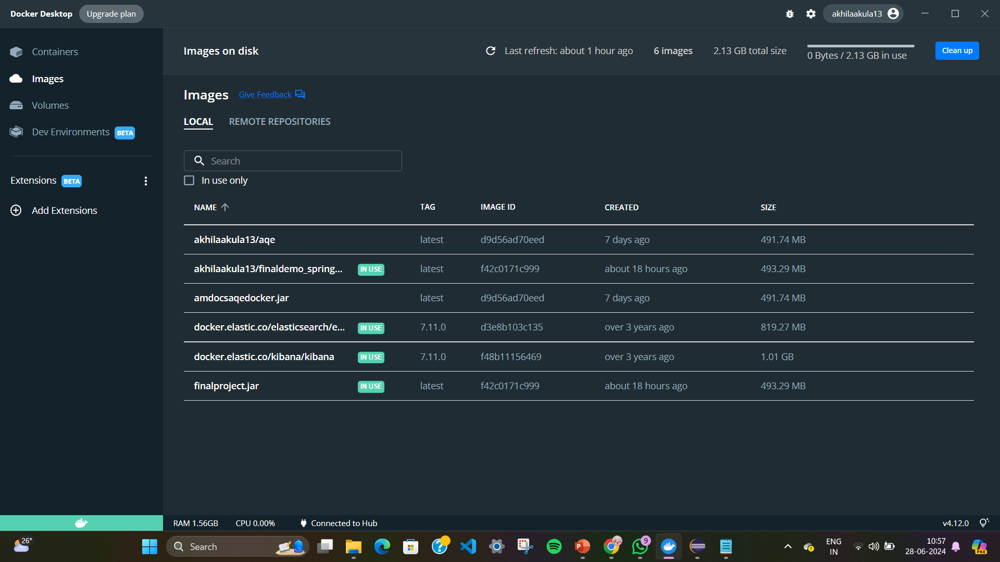 Docker Desktop Upgrade plan akhilaakula13
Containers
Images
Volumes
Dev Environments BETA
Extensions BETA
Add Extensions
Images on disk Last refresh: about 1 hour ago 6 images 2.13 GB total size 0 Bytes / 2.13 GB in use Clean up
Images Give Feedback
LOCAL REMOTE REPOSITORIES
Search
In use only
NAME TAG IMAGE ID CREATED SIZE
akhilaakula13/aqe latest d9d56ad70eed 7 days ago 491.74 MB
akhilaakula13/finaldemo_spring... IN USE latest f42c0171c999 about 18 hours ago 493.29 MB
amdocsaqedocker.jar latest d9d56ad70eed 7 days ago 491.74 MB
docker.elastic.co/elasticsearch/e... IN USE 7.11.0 d3e8b103c135 over 3 years ago 819.27 MB
docker.elastic.co/kibana/kibana IN USE 7.11.0 f48b11156469 over 3 years ago 1.01 GB
finalproject.jar IN USE latest f42c0171c999 about 18 hours ago 493.29 MB
RAM 1.56GB CPU 0.00% Connected to Hub v4.12.0
26° Search P 9 ENG 10:57
IN 28-06-2024 PRE